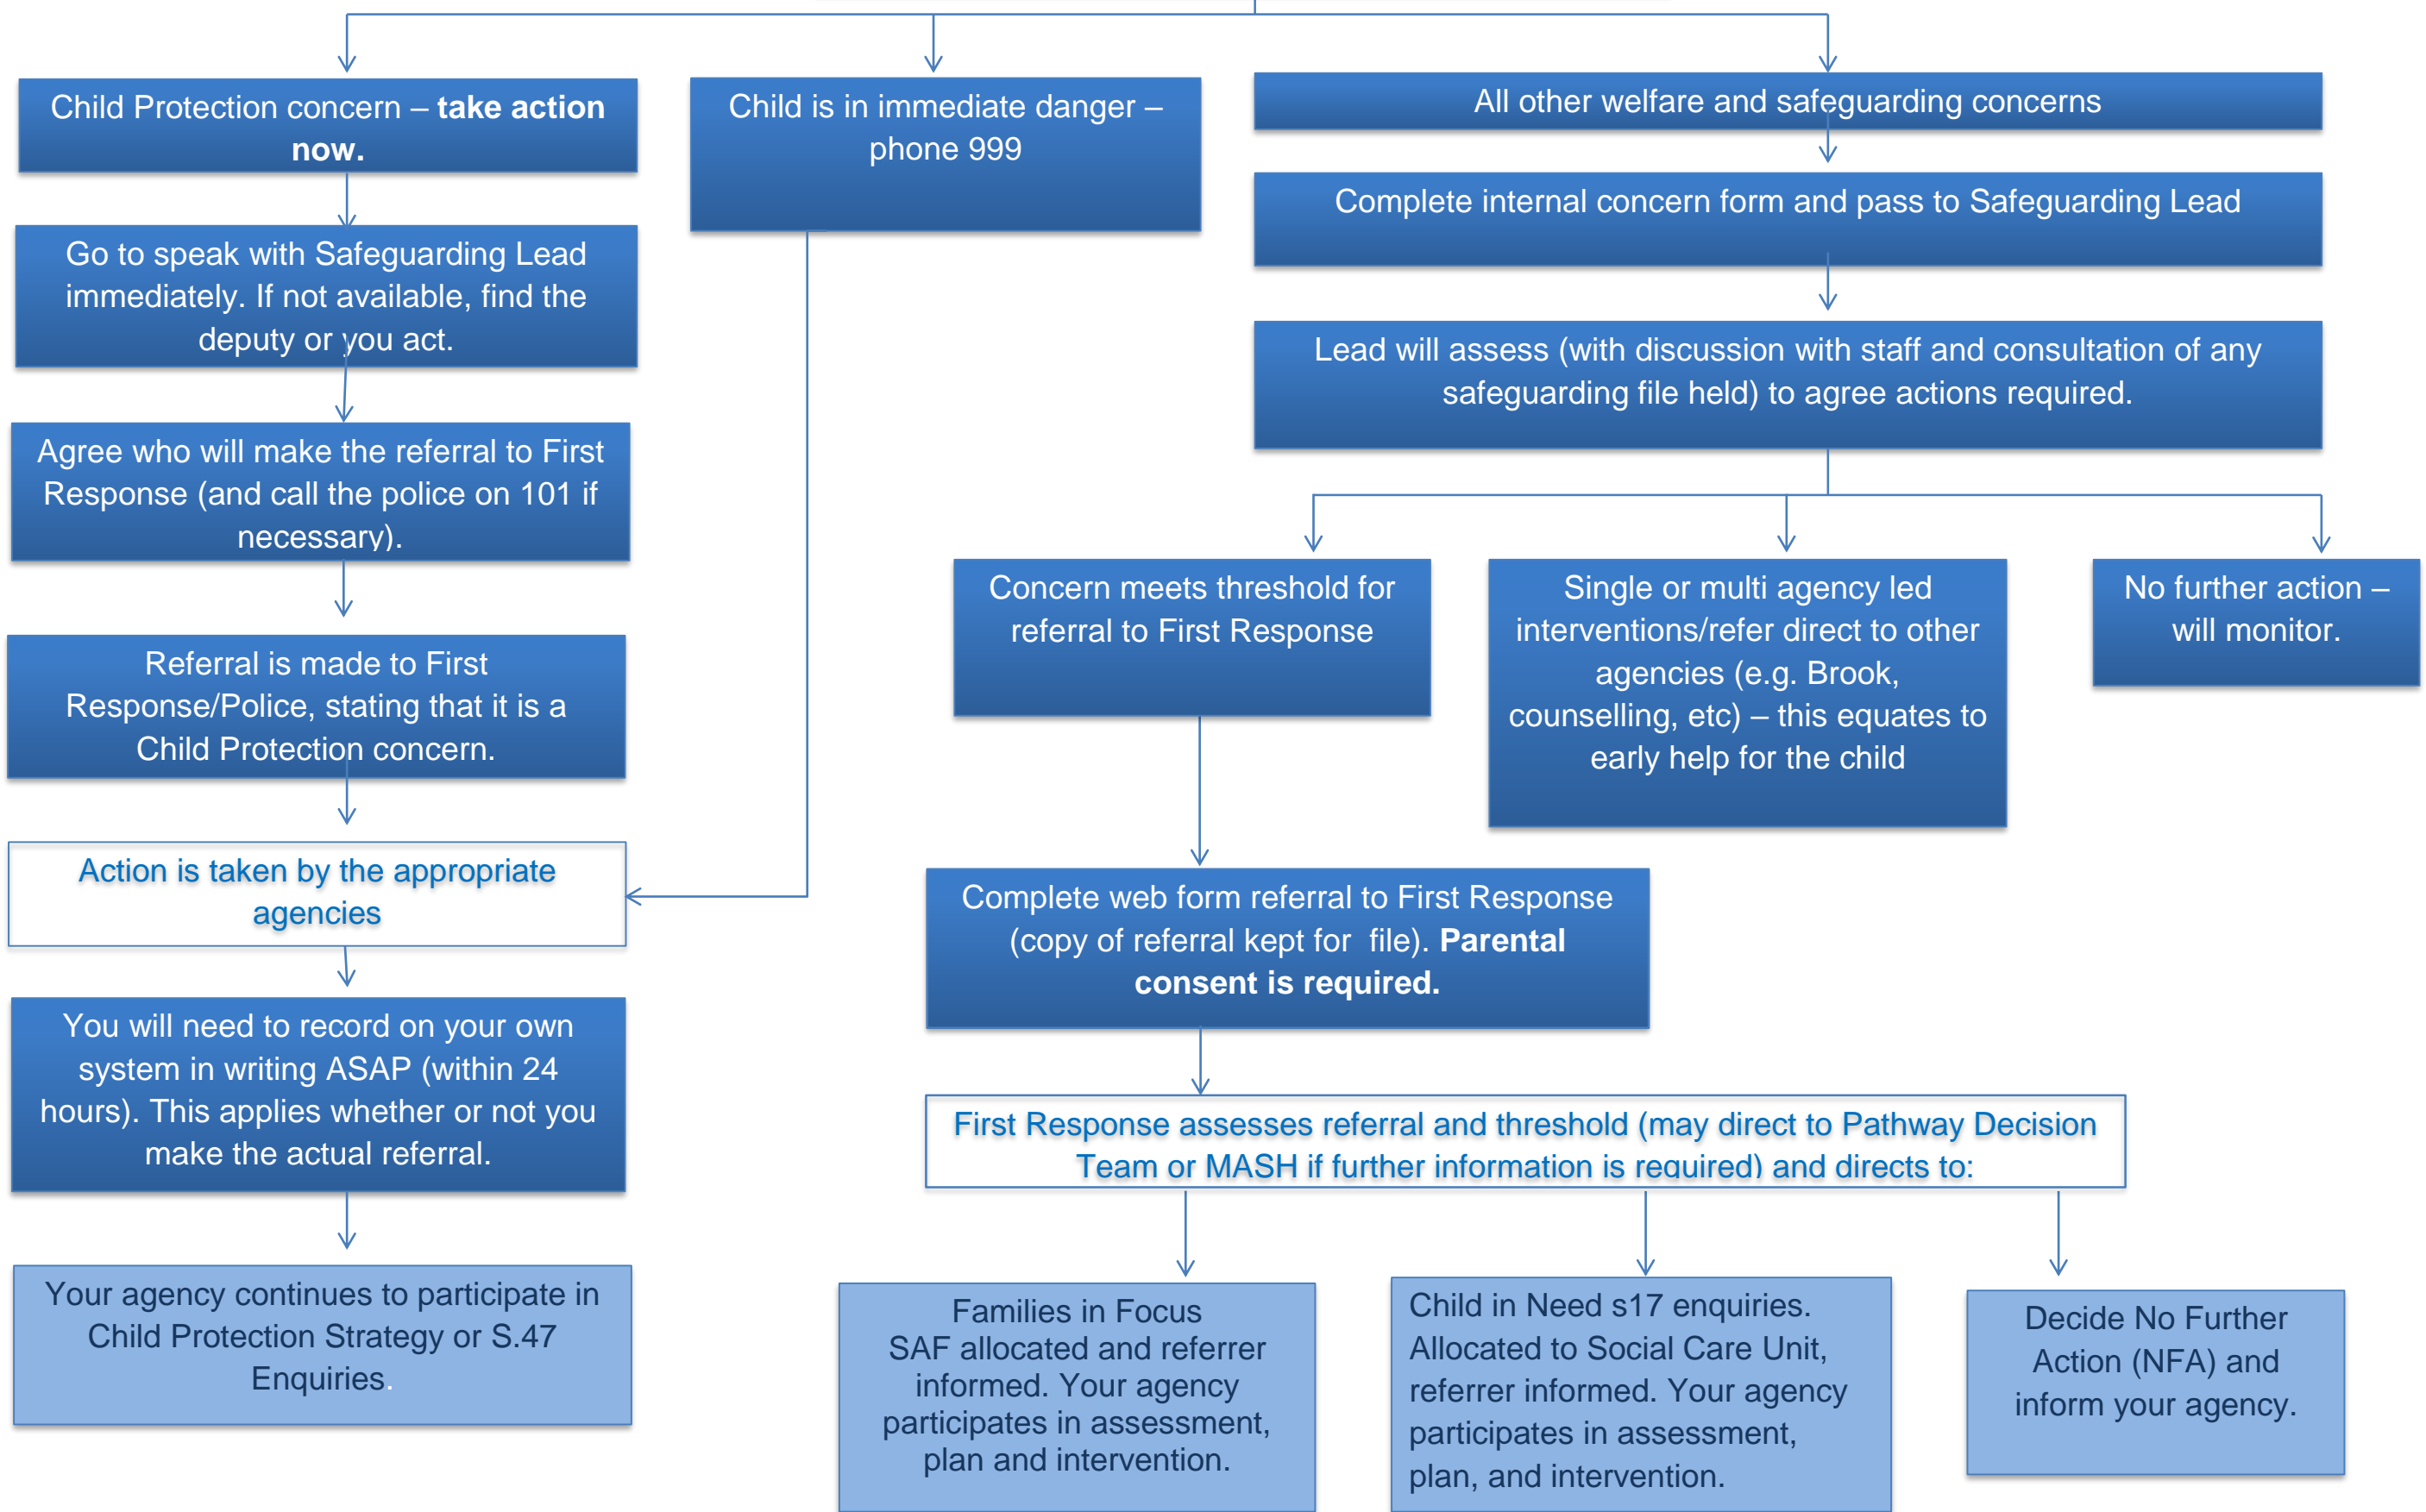 Child Protection concern – take action
now.
Go to speak with Safeguarding Lead
immediately. If not available, find the
deputy or you act.
Agree who will make the referral to First
Response (and call the police on 101 if
necessary).
Referral is made to First
Response/Police, stating that it is a
Child Protection concern.
Action is taken by the appropriate
agencies
You will need to record on your own
system in writing ASAP (within 24
hours). This applies whether or not you
make the actual referral.
Your agency continues to participate in
Child Protection Strategy or S.47
Enquiries.
Child is in immediate danger –
phone 999
All other welfare and safeguarding concerns
Complete internal concern form and pass to Safeguarding Lead
Lead will assess (with discussion with staff and consultation of any
safeguarding file held) to agree actions required.
Concern meets threshold for
referral to First Response
Single or multi agency led
interventions/refer direct to other
agencies (e.g. Brook,
counselling, etc) – this equates to
early help for the child
No further action –
will monitor.
Complete web form referral to First Response
(copy of referral kept for file). Parental
consent is required.
First Response assesses referral and threshold (may direct to Pathway Decision
Team or MASH if further information is required) and directs to:
Families in Focus
SAF allocated and referrer
informed. Your agency
participates in assessment,
plan and intervention.
Child in Need s17 enquiries.
Allocated to Social Care Unit,
referrer informed. Your agency
participates in assessment,
plan, and intervention.
Decide No Further
Action (NFA) and
inform your agency.